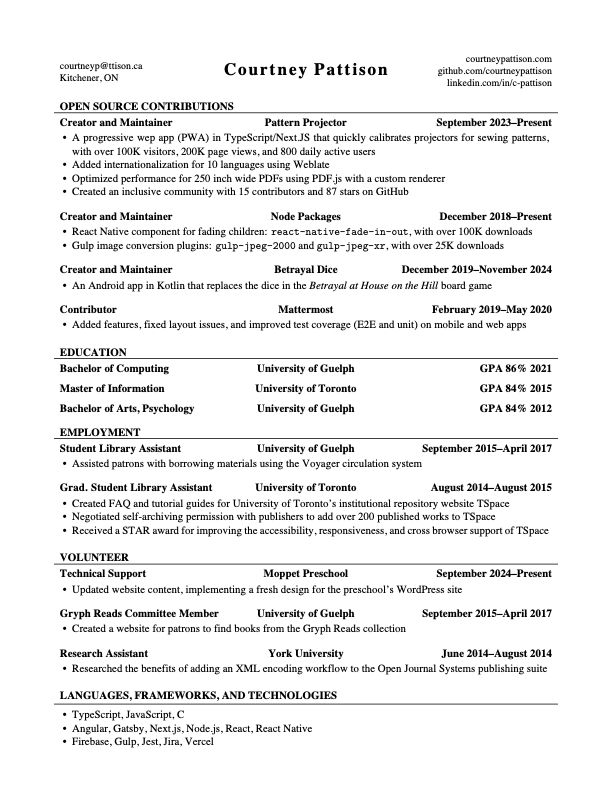 courtneyp@ttison.ca
Kitchener, ON
Courtney Pattison
courtneypattison.com
github.com/courtneypattison
linkedin.com/in/c-pattison
OPEN SOURCE CONTRIBUTIONS
Creator and Maintainer Pattern Projector September 2023–Present
• A progressive wep app (PWA) in TypeScript/Next.JS that quickly calibrates projectors for sewing patterns,
with over 100K visitors, 200K page views, and 800 daily active users
• Added internationalization for 10 languages using Weblate
• Optimized performance for 250 inch wide PDFs using PDF.js with a custom renderer
• Created an inclusive community with 15 contributors and 87 stars on GitHub
Creator and Maintainer Node Packages December 2018–Present
• React Native component for fading children: react-native-fade-in-out, with over 100K downloads
• Gulp image conversion plugins: gulp-jpeg-2000 and gulp-jpeg-xr, with over 25K downloads
Creator and Maintainer Betrayal Dice December 2019–November 2024
• An Android app in Kotlin that replaces the dice in the Betrayal at House on the Hill board game
Contributor Mattermost February 2019–May 2020
• Added features, fixed layout issues, and improved test coverage (E2E and unit) on mobile and web apps
EDUCATION
Bachelor of Computing University of Guelph GPA 86% 2021
Master of Information University of Toronto GPA 84% 2015
Bachelor of Arts, Psychology University of Guelph GPA 84% 2012
EMPLOYMENT
Student Library Assistant University of Guelph September 2015–April 2017
• Assisted patrons with borrowing materials using the Voyager circulation system
Grad. Student Library Assistant University of Toronto August 2014–August 2015
• Created FAQ and tutorial guides for University of Toronto's institutional repository website TSpace
• Negotiated self-archiving permission with publishers to add over 200 published works to TSpace
• Received a STAR award for improving the accessibility, responsiveness, and cross browser support of TSpace
VOLUNTEER
Technical Support Moppet Preschool September 2024–Present
• Updated website content, implementing a fresh design for the preschool's WordPress site
Gryph Reads Committee Member University of Guelph September 2015–April 2017
• Created a website for patrons to find books from the Gryph Reads collection
Research Assistant York University June 2014–August 2014
• Researched the benefits of adding an XML encoding workflow to the Open Journal Systems publishing suite
LANGUAGES, FRAMEWORKS, AND TECHNOLOGIES
• TypeScript, JavaScript, C
• Angular, Gatsby, Next.js, Node.js, React, React Native
• Firebase, Gulp, Jest, Jira, Vercel